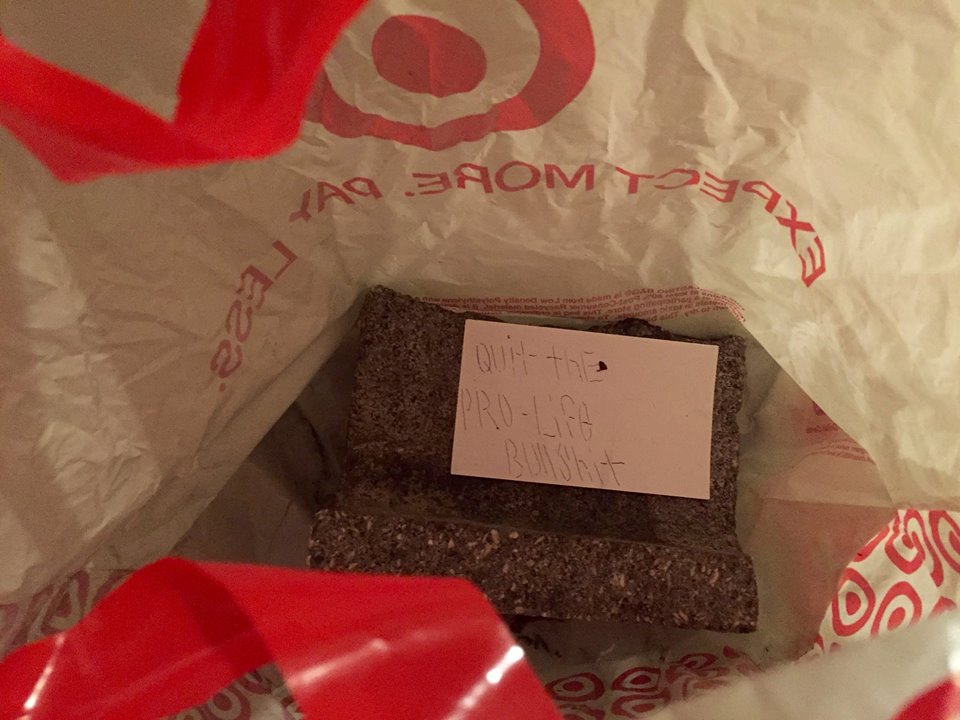 EXPECT MORE. PAY LESS.
QUit thE
PRO-LiFE
BUllShit